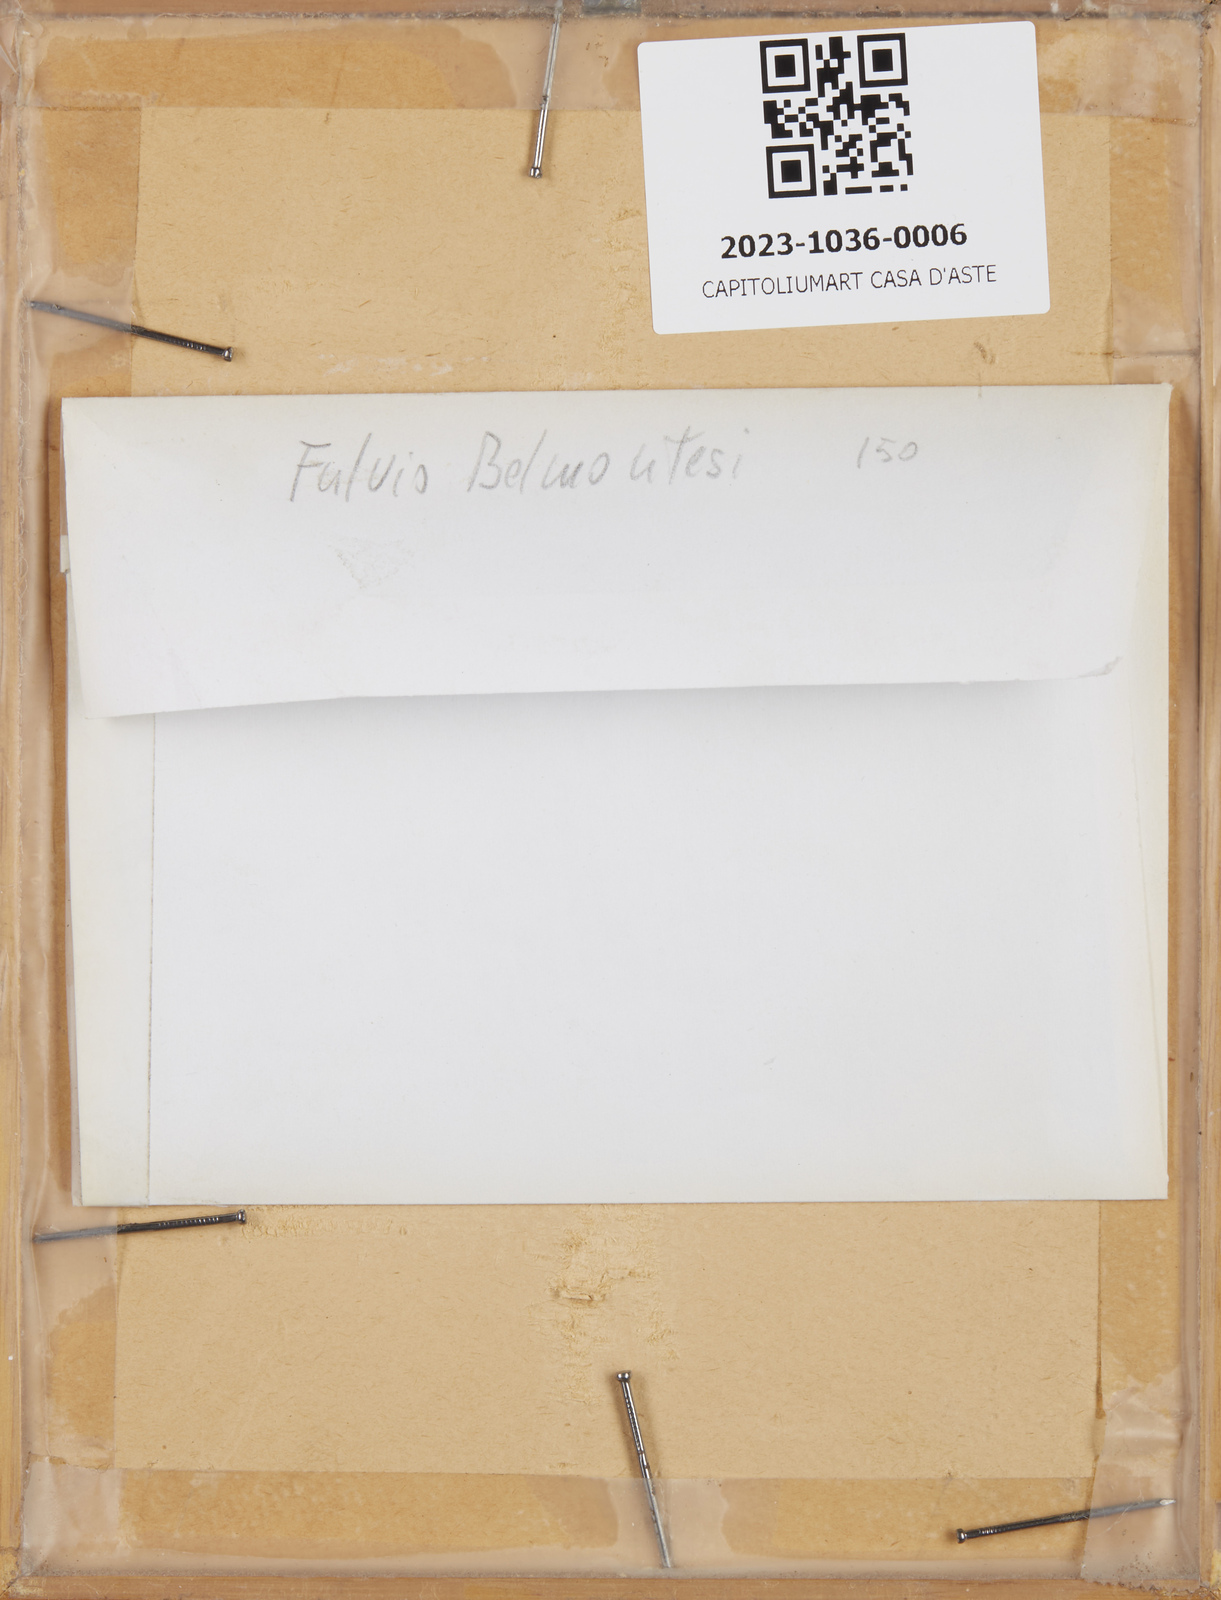 2023-1036-0006
CAPITOLIUMART CASA D'ASTE
Fulvio Belmontesi 150